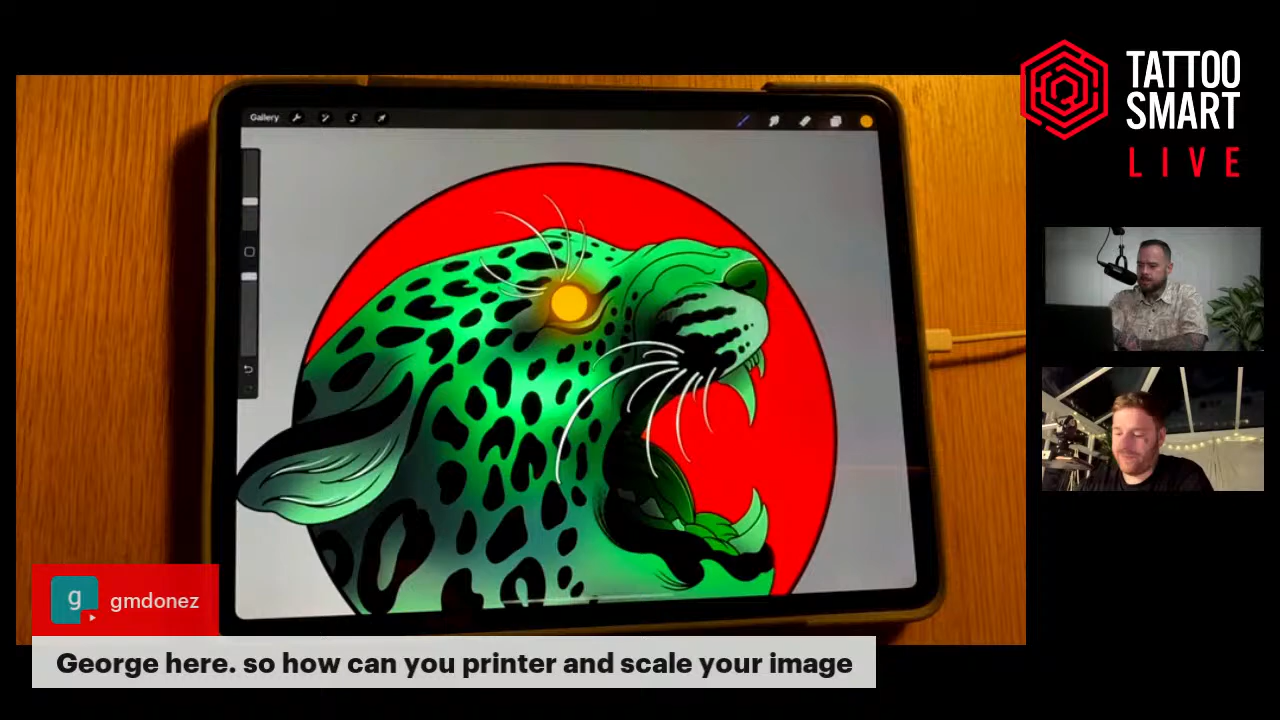 TATTOO
SMART
LIVE
Gallery
g
gmdonez
George here. so how can you printer and scale your image